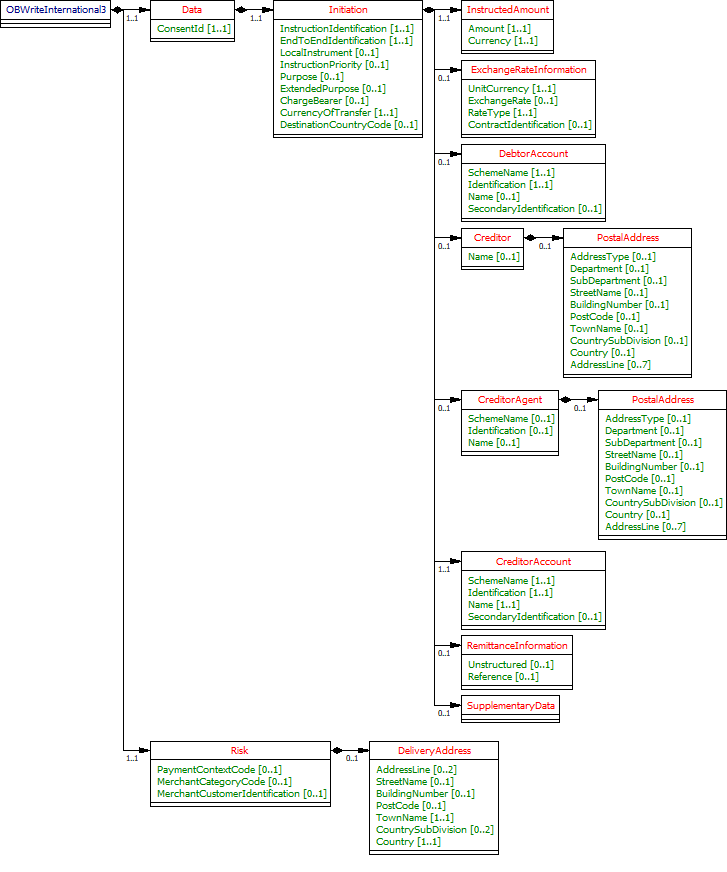 OBWriteInternational3
1..1
Data
ConsentId [1..1]
1..1
Initiation
InstructionIdentification [1..1]
EndToEndIdentification [1..1]
LocalInstrument [0..1]
InstructionPriority [0..1]
Purpose [0..1]
ExtendedPurpose [0..1]
ChargeBearer [0..1]
CurrencyOfTransfer [1..1]
DestinationCountryCode [0..1]
1..1
InstructedAmount
Amount [1..1]
Currency [1..1]
0..1
ExchangeRateInformation
UnitCurrency [1..1]
ExchangeRate [0..1]
RateType [1..1]
ContractIdentification [0..1]
0..1
DebtorAccount
SchemeName [1..1]
Identification [1..1]
Name [0..1]
SecondaryIdentification [0..1]
0..1
Creditor
Name [0..1]
0..1
PostalAddress
AddressType [0..1]
Department [0..1]
SubDepartment [0..1]
StreetName [0..1]
BuildingNumber [0..1]
PostCode [0..1]
TownName [0..1]
CountrySubDivision [0..1]
Country [0..1]
AddressLine [0..7]
0..1
CreditorAgent
SchemeName [0..1]
Identification [0..1]
Name [0..1]
0..1
PostalAddress
AddressType [0..1]
Department [0..1]
SubDepartment [0..1]
StreetName [0..1]
BuildingNumber [0..1]
PostCode [0..1]
TownName [0..1]
CountrySubDivision [0..1]
Country [0..1]
AddressLine [0..7]
1..1
CreditorAccount
SchemeName [1..1]
Identification [1..1]
Name [1..1]
SecondaryIdentification [0..1]
0..1
RemittanceInformation
Unstructured [0..1]
Reference [0..1]
0..1
SupplementaryData
1..1
Risk
PaymentContextCode [0..1]
MerchantCategoryCode [0..1]
MerchantCustomerIdentification [0..1]
0..1
DeliveryAddress
AddressLine [0..2]
StreetName [0..1]
BuildingNumber [0..1]
PostCode [0..1]
TownName [1..1]
CountrySubDivision [0..2]
Country [1..1]